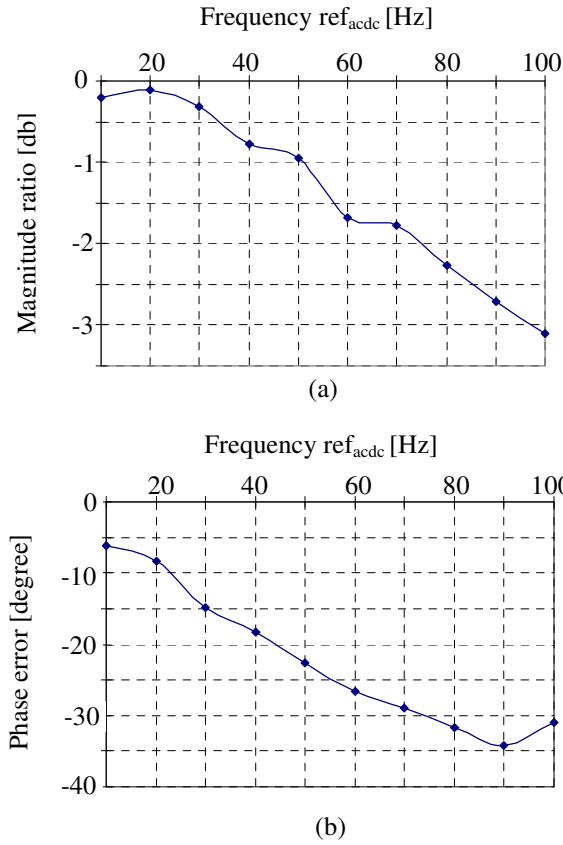 Frequency ref_acdc [Hz]
0 20 40 60 80 100
-1
-2
-3
Magnitude ratio [db]
(a)
Frequency ref_acdc [Hz]
0 20 40 60 80 100
-10
-20
-30
-40
Phase error [degree]
(b)